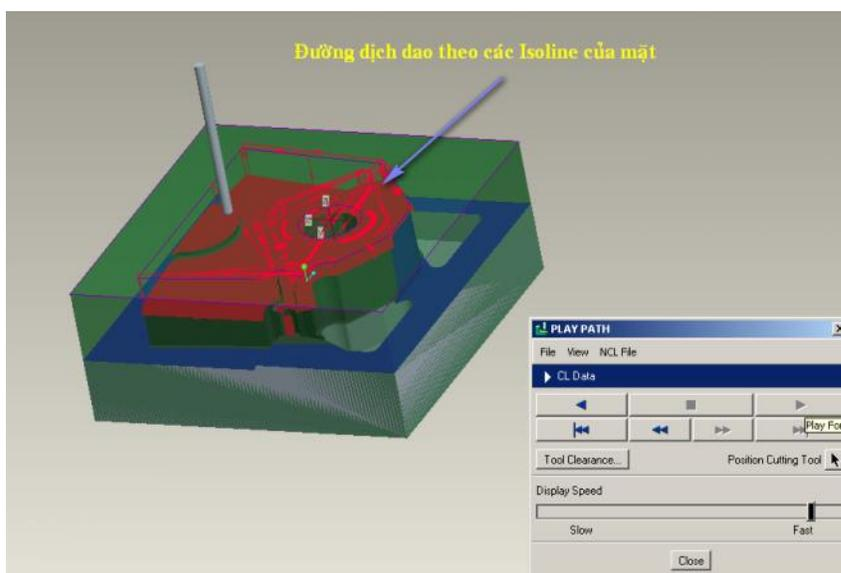 Đường dịch dao theo các Isoline của mặt
PLAY PATH
File View NCL File
CL Data
Play For
Tool Clearance...
Position Cutting Tool
Display Speed
Slow
Fast
Close